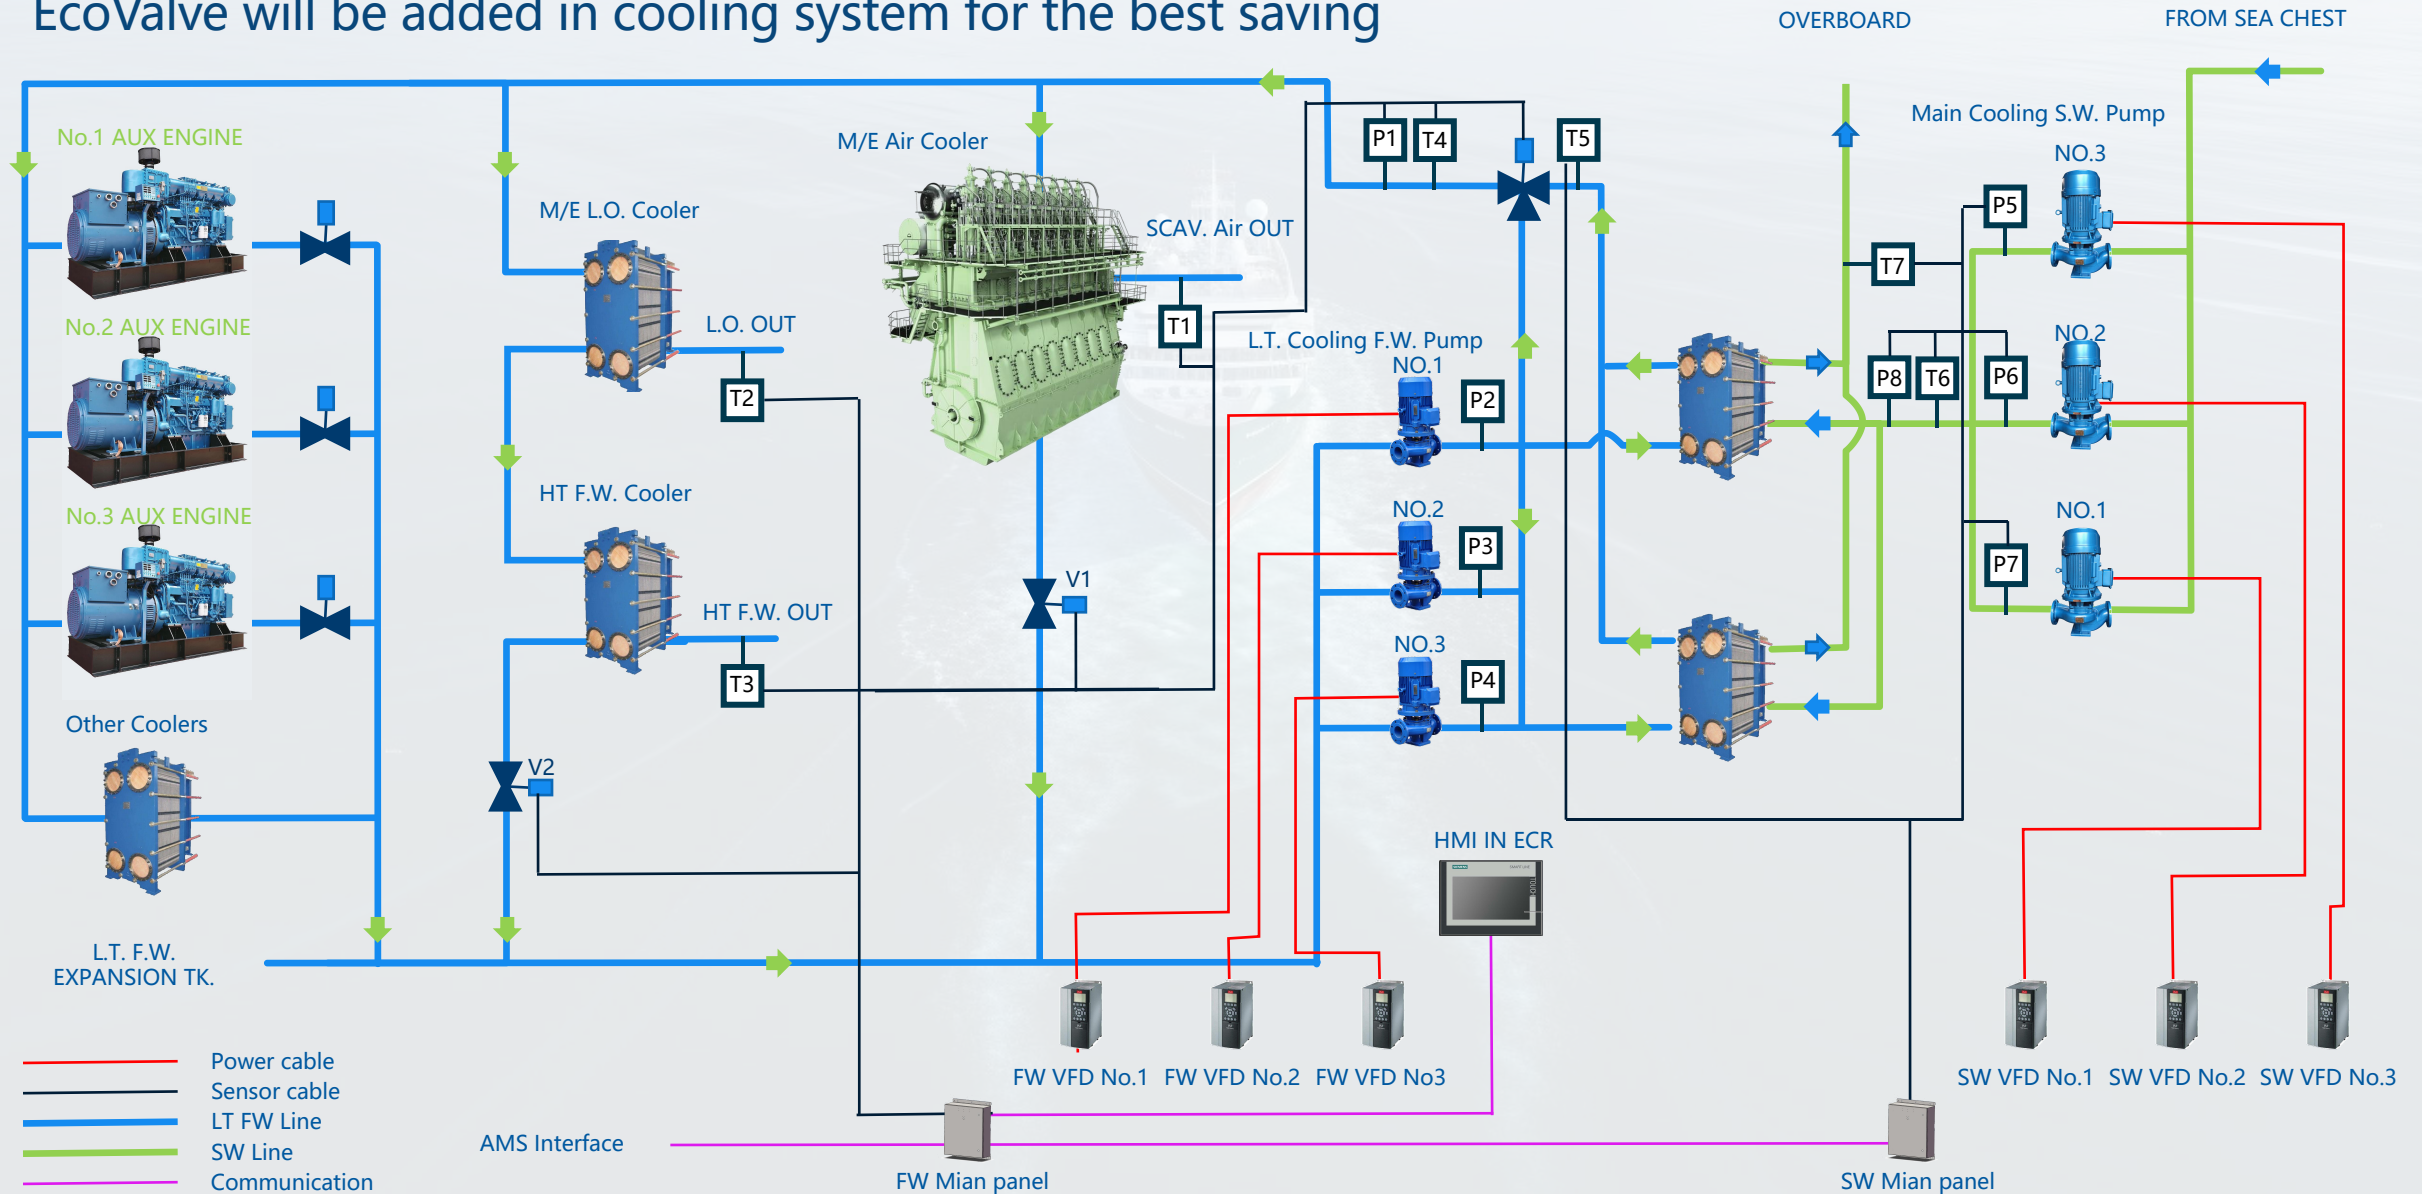 EcoValve will be added in cooling system for the best saving
OVERBOARD
FROM SEA CHEST
No.1 AUX ENGINE
M/E Air Cooler
P1
T4
T5
Main Cooling S.W. Pump
NO.3
M/E L.O. Cooler
SCAV. Air OUT
P5
T7
No.2 AUX ENGINE
L.O. OUT
T1
L.T. Cooling F.W. Pump
NO.1
NO.2
T2
P2
P8
T6
P6
No.3 AUX ENGINE
HT F.W. Cooler
NO.2
NO.1
P3
V1
P7
HT F.W. OUT
NO.3
T3
P4
Other Coolers
V2
HMI IN ECR
SIEMENS
TOUCH
L.T. F.W.
EXPANSION TK.
FW VFD No.1
FW VFD No.2
FW VFD No3
SW VFD No.1
SW VFD No.2
SW VFD No.3
Power cable
Sensor cable
LT FW Line
SW Line
Communication
AMS Interface
FW Mian panel
SW Mian panel